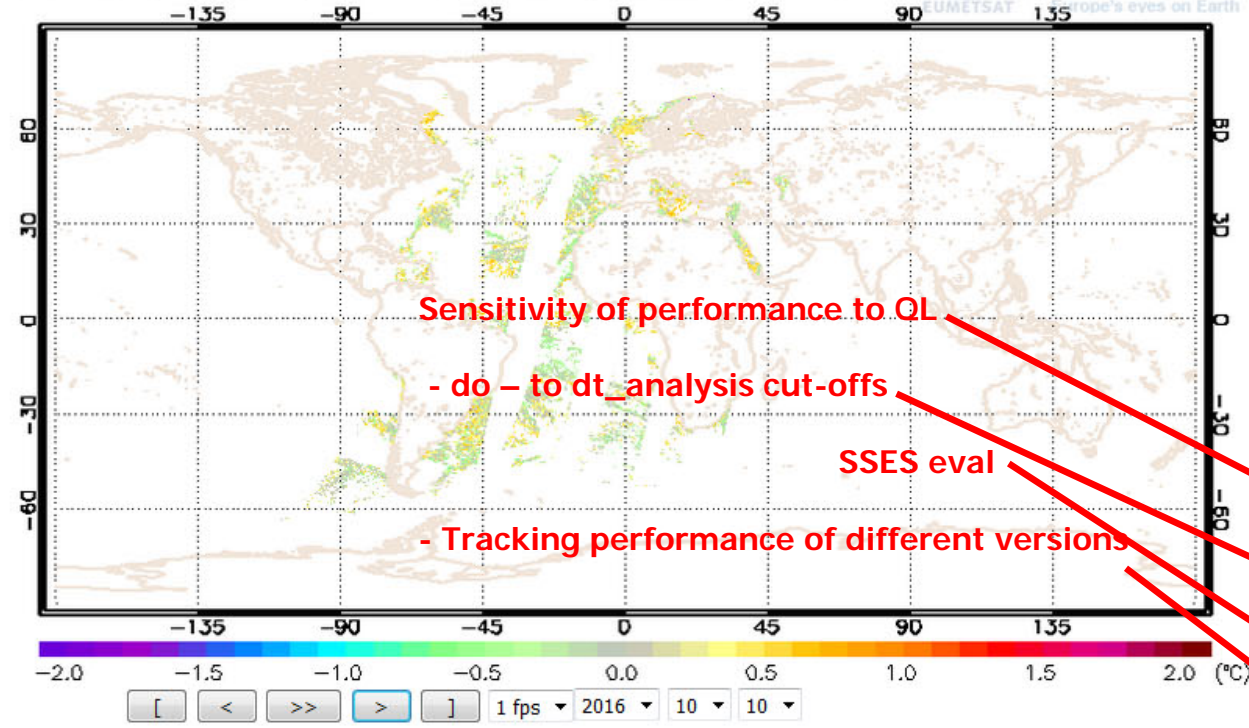 EUMETSAT Europe's eyes on Earth
−135 −90 −45 0 45 90 135
60 60
30 30
Sensitivity of performance to QL
0 0
- do – to dt_analysis cut-offs
−30 −30
SSES eval
−60 −60
- Tracking performance of different versions
−135 −90 −45 0 45 90 135
−2.0 −1.5 −1.0 −0.5 0.0 0.5 1.0 1.5 2.0 (°C)
[ < >> > ] 1 fps 2016 10 10